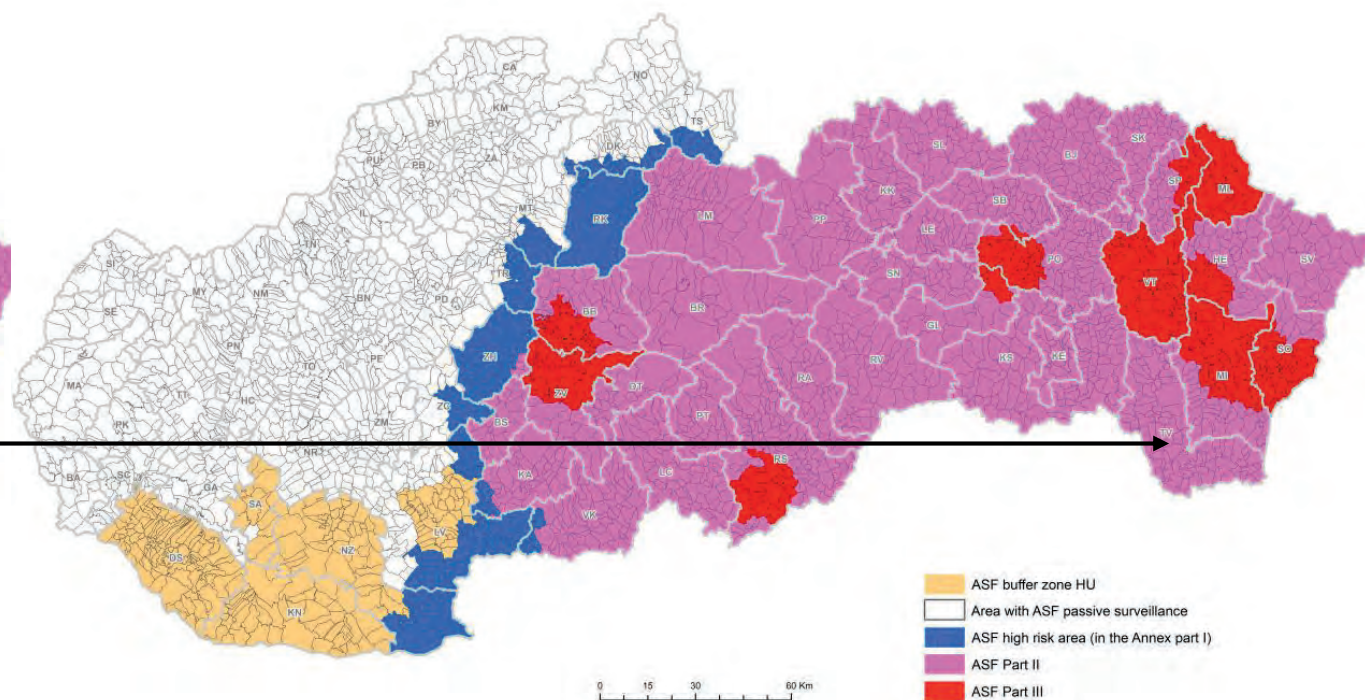 CA
NO
KM
BY
TS
DK
PU
PB
ZA
SL
BJ
SK
IL
MT
RK
LM
KK
SP
ML
PP
SB
LE
TN
TR
SI
SN
PO
HE
SV
MY
NM
BN
PD
VT
SE
BB
BR
GL
PN
PE
ZH
RV
KS
KE
SO
TO
MA
TT
HC
ZV
DT
RA
MI
ZC
PK
ZM
BS
PT
TV
NR
BA
SC
GA
SA
KA
LC
RS
LV
VK
DS
NZ
KN
ASF buffer zone HU
Area with ASF passive surveillance
ASF high risk area (in the Annex part I)
ASF Part II
ASF Part III
0 15 30 60 Km